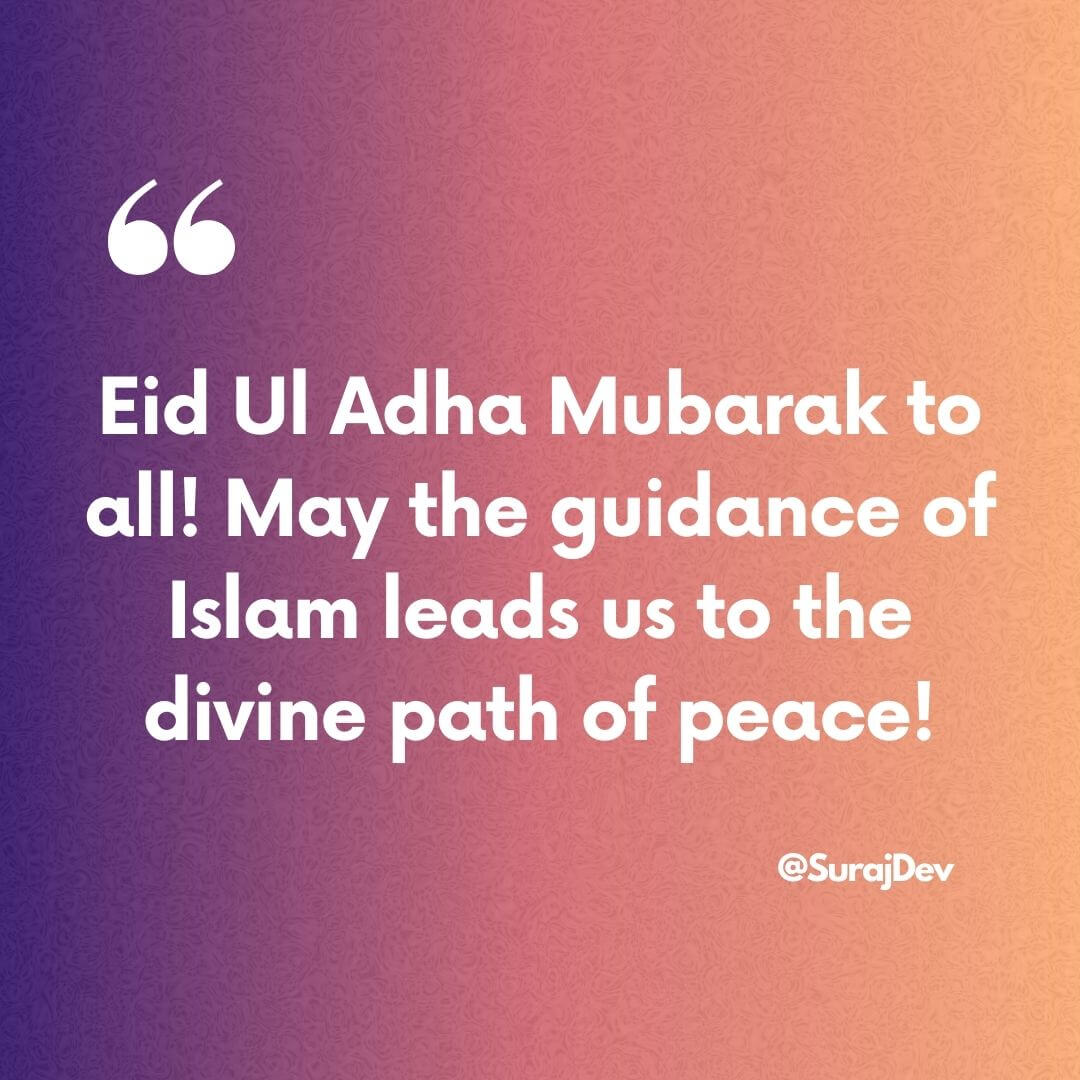 “
Eid Ul Adha Mubarak to
all! May the guidance of
Islam leads us to the
divine path of peace!
@SurajDev